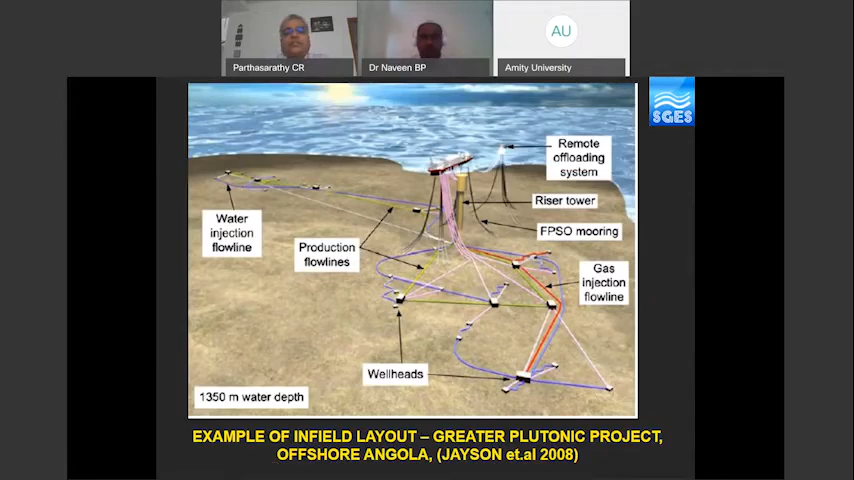 Parthasarathy CR
Dr Naveen BP
AU
Amity University
SGES
Remote
offloading
system
Riser tower
FPSO mooring
Water
injection
flowline
Production
flowlines
Gas
injection
flowline
Wellheads
1350 m water depth
EXAMPLE OF INFIELD LAYOUT – GREATER PLUTONIC PROJECT,
OFFSHORE ANGOLA, (JAYSON et.al 2008)